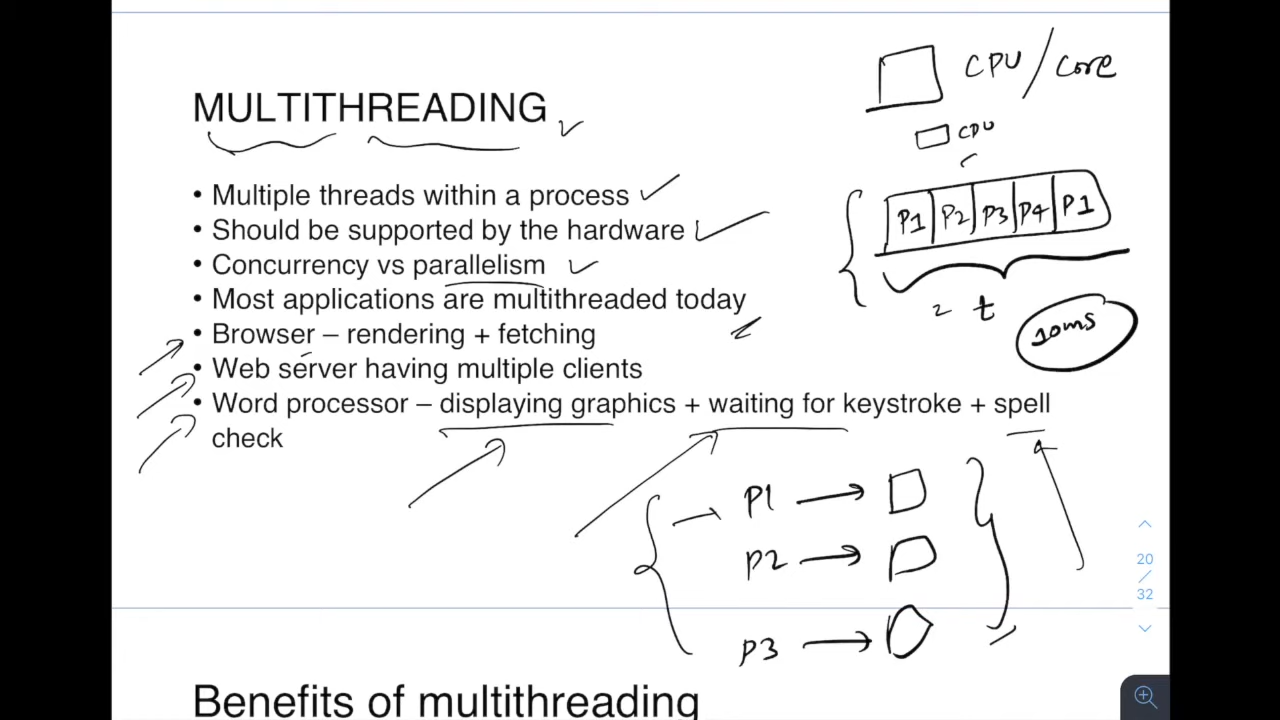 MULTITHREADING
• Multiple threads within a process
• Should be supported by the hardware
• Concurrency vs parallelism
• Most applications are multithreaded today
• Browser – rendering + fetching
• Web server having multiple clients
• Word processor – displaying graphics + waiting for keystroke + spell
check
CPU / Core
CPU
P1 P2 P3 P4 P1
t
10ms
P1
P2
P3
20
/
32
Benefits of multithreading